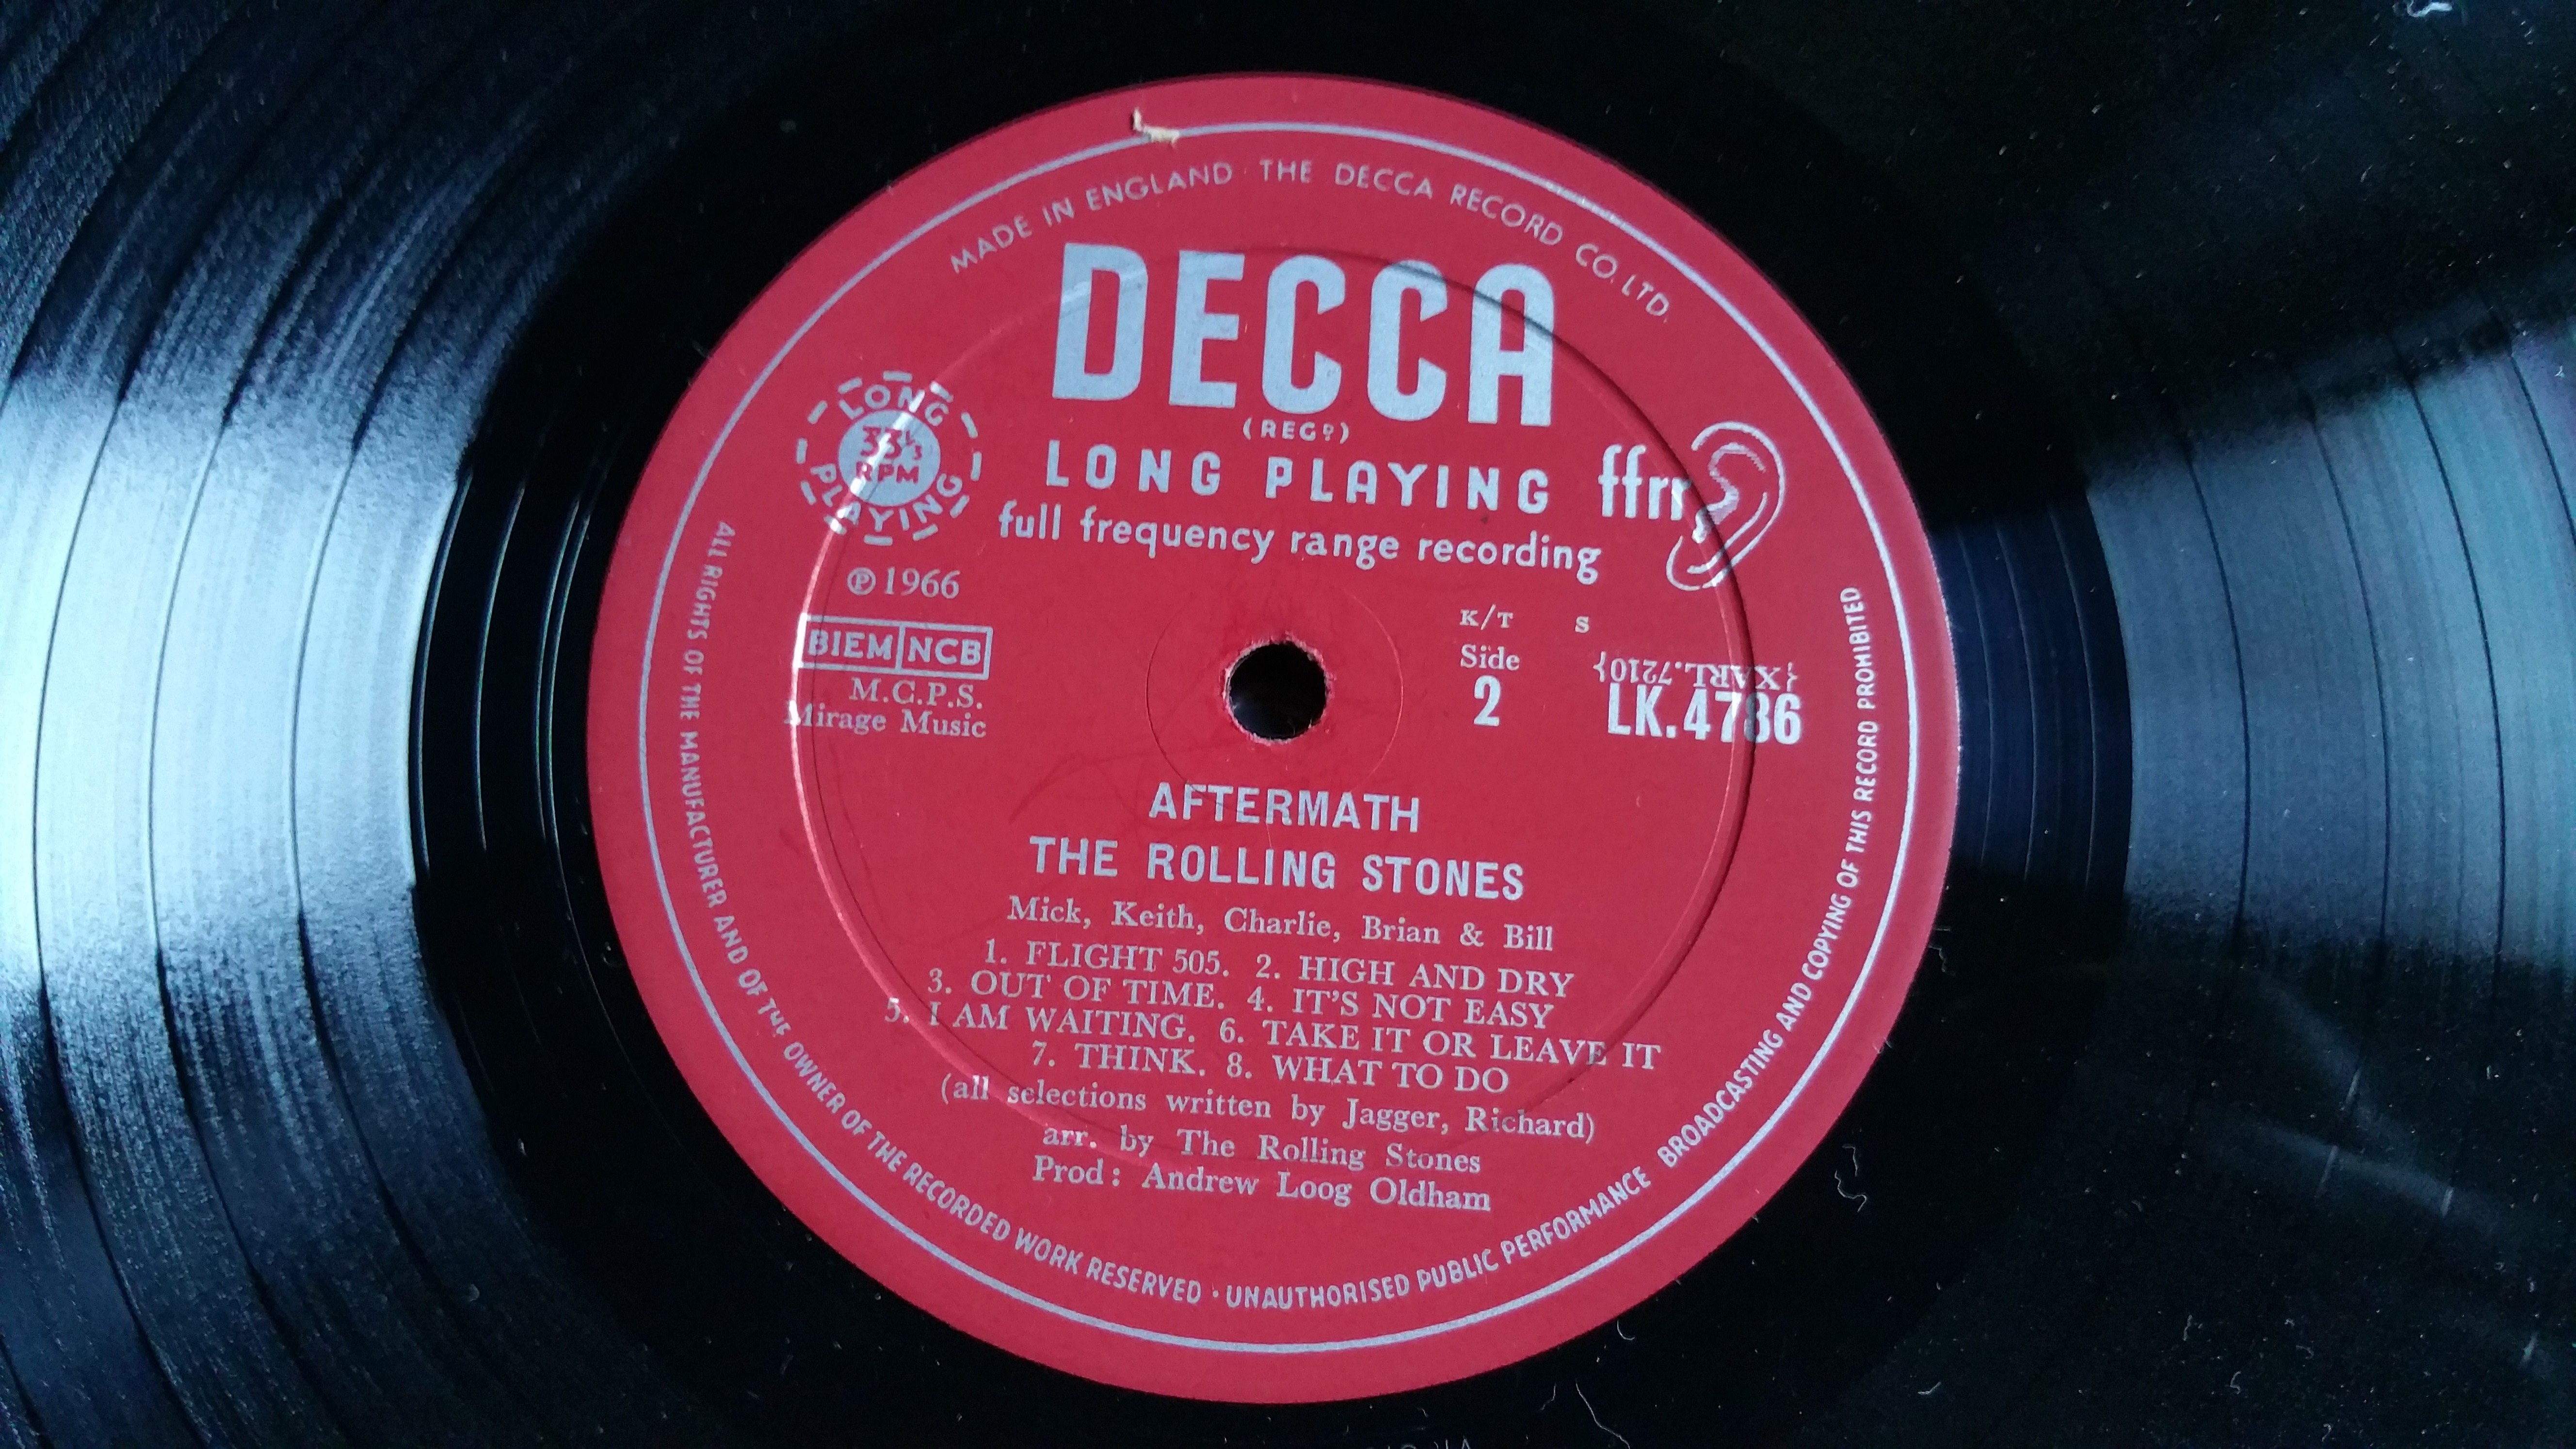 MADE IN ENGLAND · THE DECCA RECORD CO. LTD.
DECCA
(REGᴰ)
LONG PLAYING
ffrr
full frequency range recording
LONG
33⅓
RPM
PLAYING
Ⓟ1966
BIEM NCB
M.C.P.S.
Mirage Music
K/T S
Side
2
{XARL.7210}
LK.4786
AFTERMATH
THE ROLLING STONES
Mick, Keith, Charlie, Brian & Bill
1. FLIGHT 505. 2. HIGH AND DRY
3. OUT OF TIME. 4. IT'S NOT EASY
5. I AM WAITING. 6. TAKE IT OR LEAVE IT
7. THINK. 8. WHAT TO DO
(all selections written by Jagger, Richard)
arr. by The Rolling Stones
Prod: Andrew Loog Oldham
ALL RIGHTS OF THE MANUFACTURER AND OF THE OWNER OF THE RECORDED WORK RESERVED · UNAUTHORISED PUBLIC PERFORMANCE BROADCASTING AND COPYING OF THIS RECORD PROHIBITED